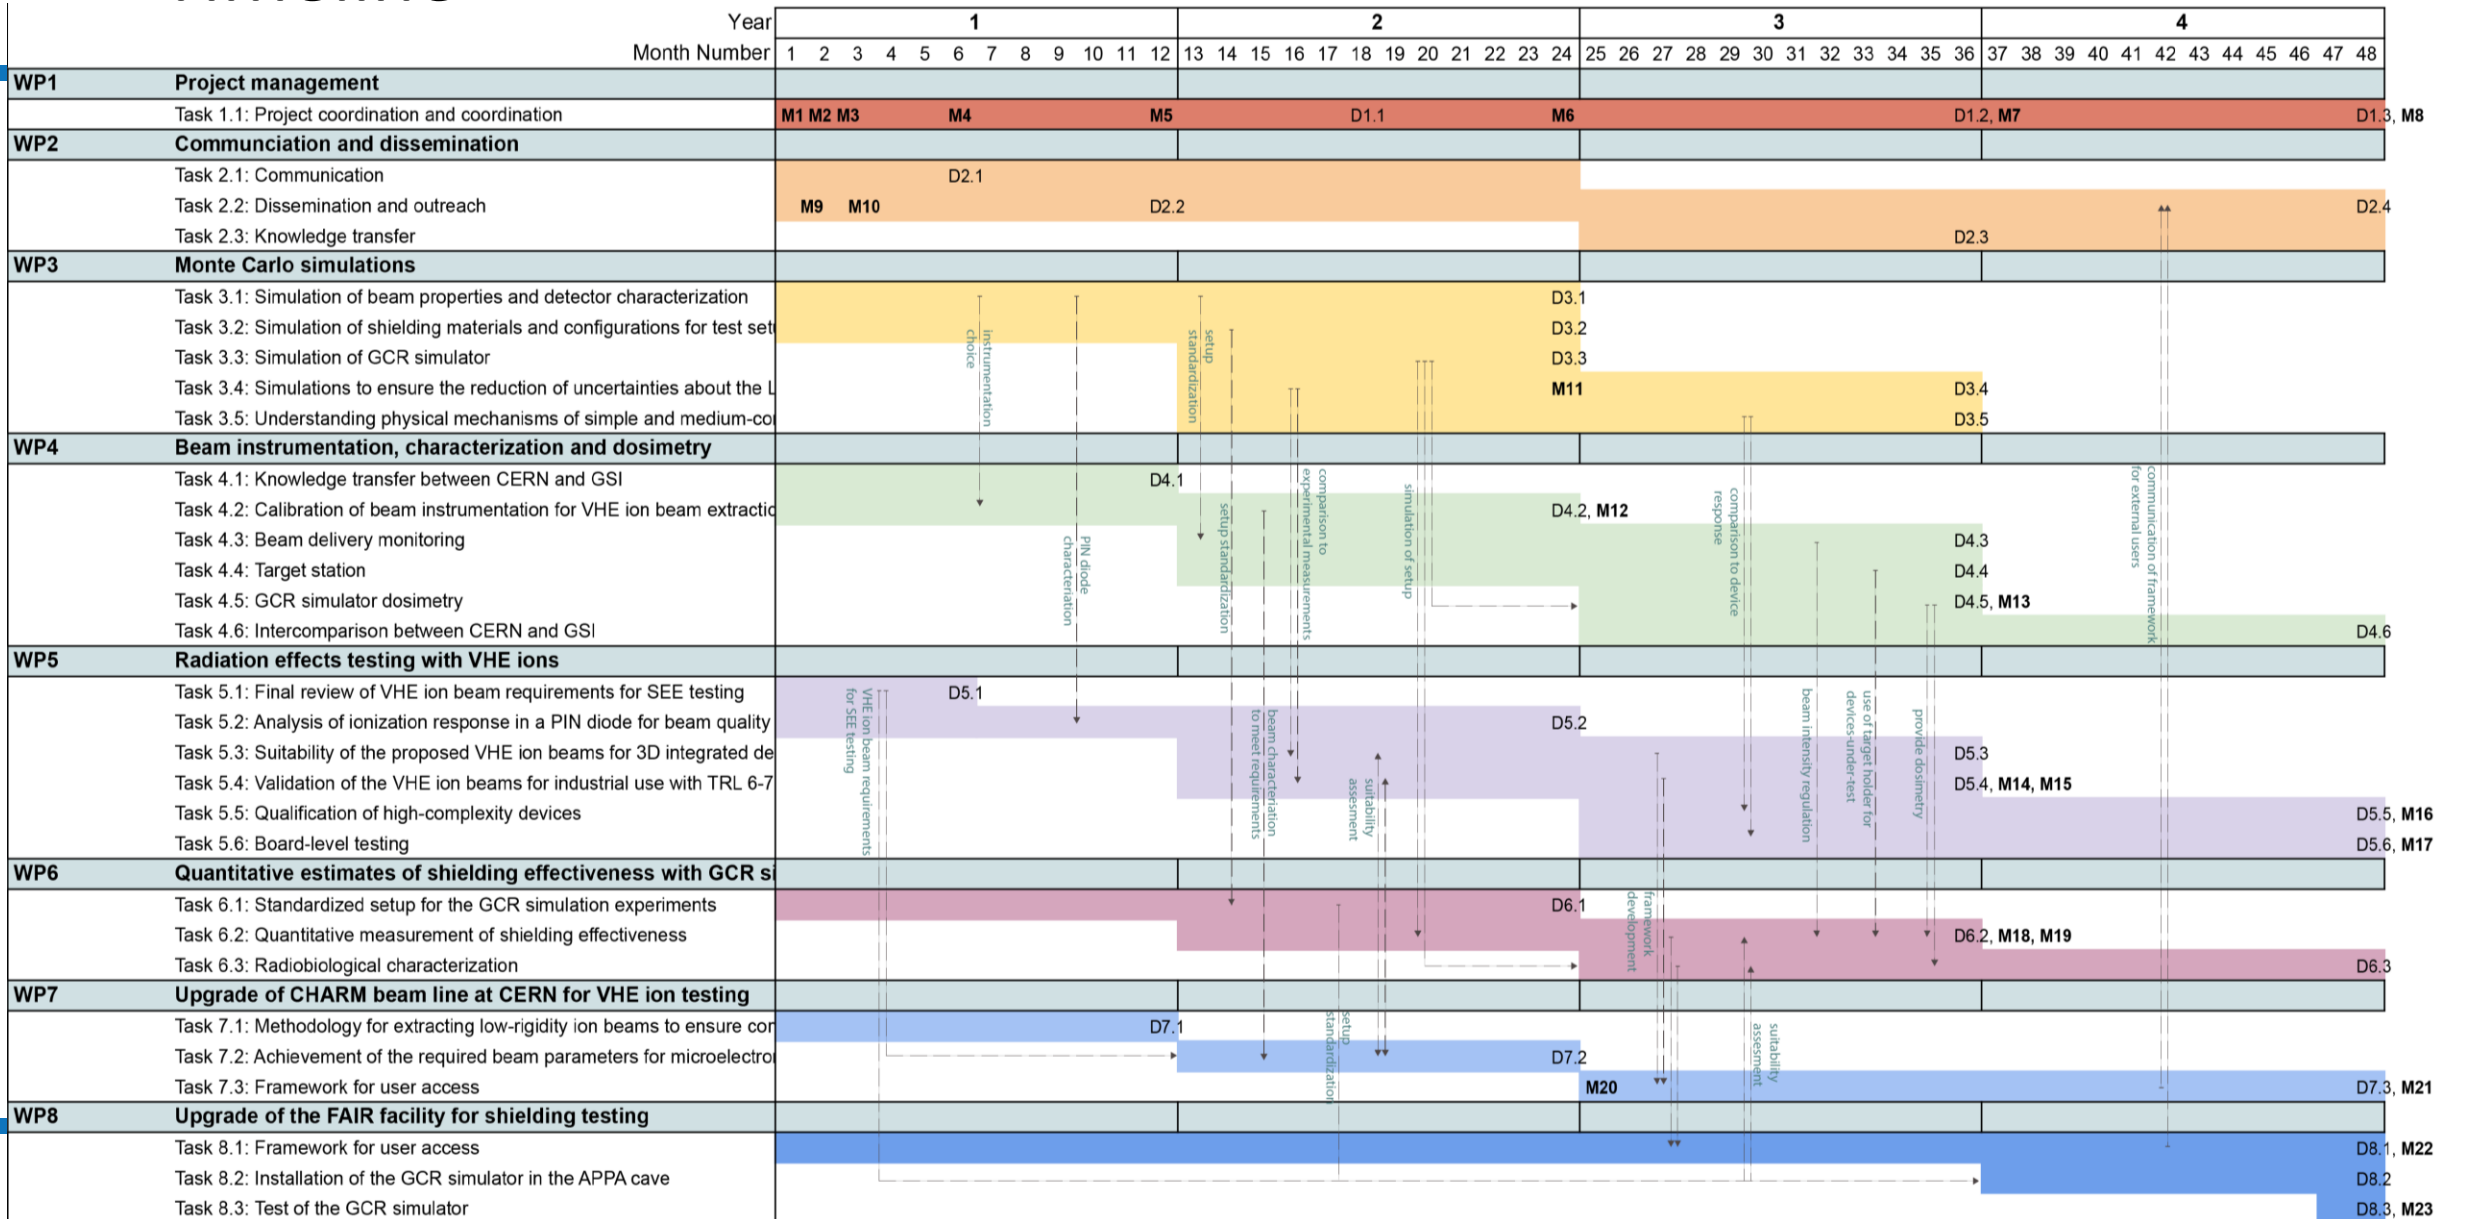 Year 1 2 3 4
Month Number 1 2 3 4 5 6 7 8 9 10 11 12 13 14 15 16 17 18 19 20 21 22 23 24 25 26 27 28 29 30 31 32 33 34 35 36 37 38 39 40 41 42 43 44 45 46 47 48
WP1 Project management
Task 1.1: Project coordination and coordination M1 M2 M3 M4 M5 D1.1 M6 D1.2, M7 D1.3, M8
WP2 Communciation and dissemination
Task 2.1: Communication D2.1
Task 2.2: Dissemination and outreach M9 M10 D2.2 D2.4
Task 2.3: Knowledge transfer D2.3
WP3 Monte Carlo simulations
Task 3.1: Simulation of beam properties and detector characterization D3.1
Task 3.2: Simulation of shielding materials and configurations for test set D3.2
Task 3.3: Simulation of GCR simulator D3.3
Task 3.4: Simulations to ensure the reduction of uncertainties about the L M11 D3.4
Task 3.5: Understanding physical mechanisms of simple and medium-co D3.5
instrumentation
choice
setup
standardization
WP4 Beam instrumentation, characterization and dosimetry
Task 4.1: Knowledge transfer between CERN and GSI D4.1
Task 4.2: Calibration of beam instrumentation for VHE ion beam extractio D4.2, M12
Task 4.3: Beam delivery monitoring D4.3
Task 4.4: Target station D4.4
Task 4.5: GCR simulator dosimetry D4.5, M13
Task 4.6: Intercomparison between CERN and GSI D4.6
PIN diode
characteriation
setup standardization
comparison to
experimental measurements
simulation of setup
comparison to device
response
communication of framework
for external users
WP5 Radiation effects testing with VHE ions
Task 5.1: Final review of VHE ion beam requirements for SEE testing D5.1
Task 5.2: Analysis of ionization response in a PIN diode for beam quality D5.2
Task 5.3: Suitability of the proposed VHE ion beams for 3D integrated de D5.3
Task 5.4: Validation of the VHE ion beams for industrial use with TRL 6-7 D5.4, M14, M15
Task 5.5: Qualification of high-complexity devices D5.5, M16
Task 5.6: Board-level testing D5.6, M17
VHE ion beam requirements
for SEE testing
beam characteriation
to meet requirements
suitability
assesment
beam intensity regulation
use of target holder for
devices-under-test
provide dosimetry
WP6 Quantitative estimates of shielding effectiveness with GCR si
Task 6.1: Standardized setup for the GCR simulation experiments D6.1
Task 6.2: Quantitative measurement of shielding effectiveness D6.2, M18, M19
Task 6.3: Radiobiological characterization D6.3
framework
development
WP7 Upgrade of CHARM beam line at CERN for VHE ion testing
Task 7.1: Methodology for extracting low-rigidity ion beams to ensure cor D7.1
Task 7.2: Achievement of the required beam parameters for microelectro D7.2
Task 7.3: Framework for user access M20 D7.3, M21
setup
standardization
suitability
assesment
WP8 Upgrade of the FAIR facility for shielding testing
Task 8.1: Framework for user access D8.1, M22
Task 8.2: Installation of the GCR simulator in the APPA cave D8.2
Task 8.3: Test of the GCR simulator D8.3, M23